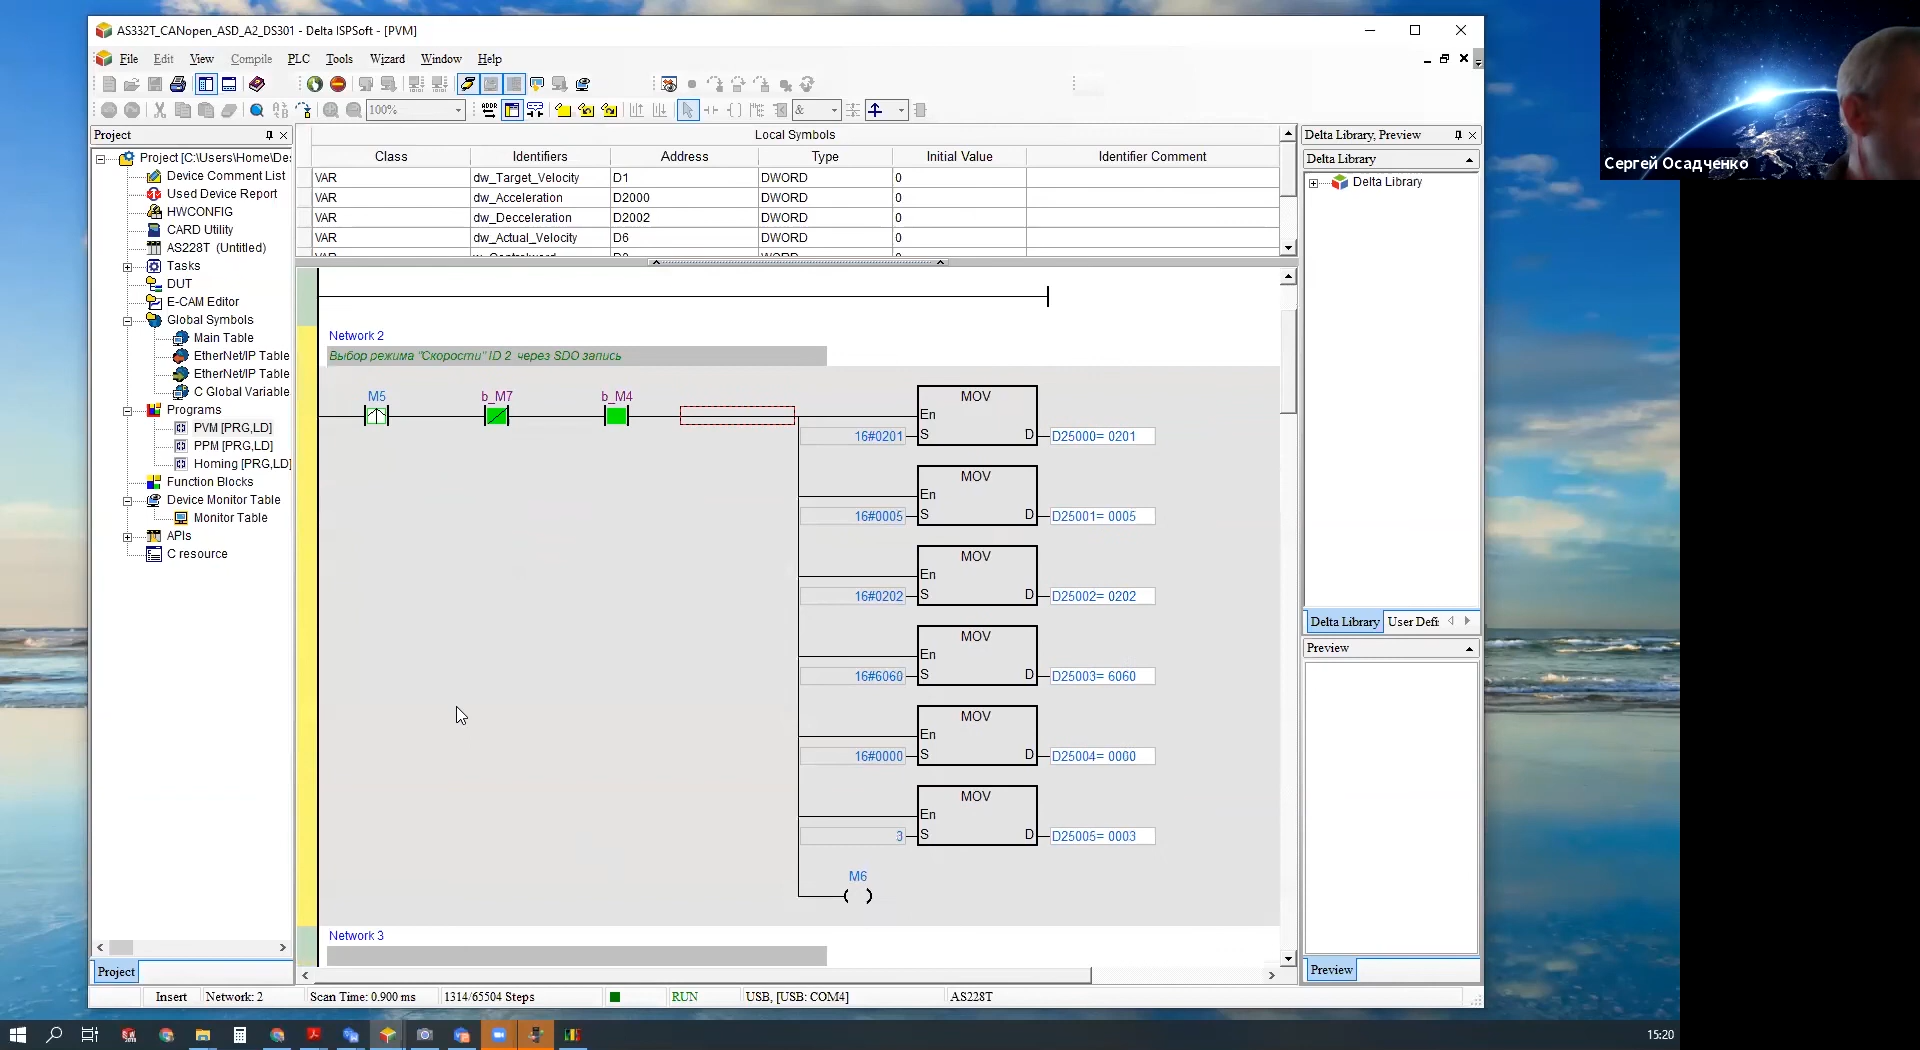 AS332T_CANopen_ASD_A2_DS301 - Delta ISPSoft - [PVM]
File Edit View Compile PLC Tools Wizard Window Help
100%
&
Project
Project [C:\Users\Home\De
Device Comment List
Used Device Report
HWCONFIG
CARD Utility
AS228T (Untitled)
Tasks
DUT
E-CAM Editor
Global Symbols
Main Table
EtherNet/IP Table
EtherNet/IP Table
C Global Variable
Programs
PVM [PRG,LD]
PPM [PRG,LD]
Homing [PRG,LD]
Function Blocks
Device Monitor Table
Monitor Table
APIs
C resource
Project
Local Symbols
Class Identifiers Address Type Initial Value Identifier Comment
VAR dw_Target_Velocity D1 DWORD 0
VAR dw_Acceleration D2000 DWORD 0
VAR dw_Decceleration D2002 DWORD 0
VAR dw_Actual_Velocity D6 DWORD 0
Network 2
Выбор режима "Скорости" ID 2 через SDO запись
M5 b_M7 b_M4
MOV
En
16#0201 S D D25000= 0201
MOV
En
16#0005 S D D25001= 0005
MOV
En
16#0202 S D D25002= 0202
MOV
En
16#6060 S D D25003= 6060
MOV
En
16#0000 S D D25004= 0000
MOV
En
3 S D D25005= 0003
M6
Network 3
Delta Library, Preview
Delta Library
Delta Library
Delta Library User Defi
Preview
Preview
Insert Network: 2 Scan Time: 0.900 ms 1314/65504 Steps RUN USB, [USB: COM4] AS228T
15:20
Сергей Осадченко